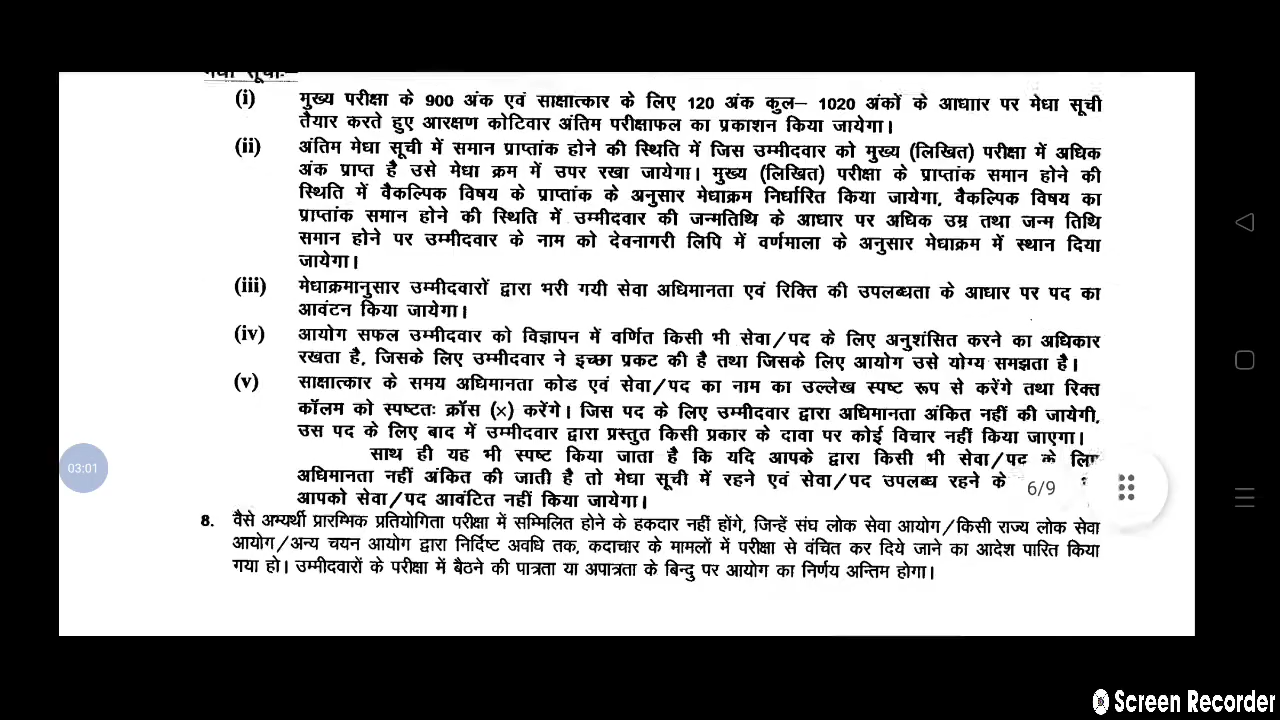 मेधा सूचीः–
(i) मुख्य परीक्षा के 900 अंक एवं साक्षात्कार के लिए 120 अंक कुल– 1020 अंकों के आधाार पर मेधा सूची
तैयार करते हुए आरक्षण कोटिवार अंतिम परीक्षाफल का प्रकाशन किया जायेगा।
(ii) अंतिम मेधा सूची में समान प्राप्तांक होने की स्थिति में जिस उम्मीदवार को मुख्य (लिखित) परीक्षा में अधिक
अंक प्राप्त है उसे मेधा क्रम में उपर रखा जायेगा। मुख्य (लिखित) परीक्षा के प्राप्तांक समान होने की
स्थिति में वैकल्पिक विषय के प्राप्तांक के अनुसार मेधाक्रम निर्धारित किया जायेगा, वैकल्पिक विषय का
प्राप्तांक समान होने की स्थिति में उम्मीदवार की जन्मतिथि के आधार पर अधिक उम्र तथा जन्म तिथि
समान होने पर उम्मीदवार के नाम को देवनागरी लिपि में वर्णमाला के अनुसार मेधाक्रम में स्थान दिया
जायेगा।
(iii) मेधाक्रमानुसार उम्मीदवारों द्वारा भरी गयी सेवा अधिमानता एवं रिक्ति की उपलब्धता के आधार पर पद का
आवंटन किया जायेगा।
(iv) आयोग सफल उम्मीदवार को विज्ञापन में वर्णित किसी भी सेवा/पद के लिए अनुशंसित करने का अधिकार
रखता है, जिसके लिए उम्मीदवार ने इच्छा प्रकट की है तथा जिसके लिए आयोग उसे योग्य समझता है।
(v) साक्षात्कार के समय अधिमानता कोड एवं सेवा/पद का नाम का उल्लेख स्पष्ट रूप से करेंगे तथा रिक्त
कॉलम को स्पष्टतः क्रॉस (×) करेंगे। जिस पद के लिए उम्मीदवार द्वारा अधिमानता अंकित नहीं की जायेगी,
उस पद के लिए बाद में उम्मीदवार द्वारा प्रस्तुत किसी प्रकार के दावा पर कोई विचार नहीं किया जाएगा।
साथ ही यह भी स्पष्ट किया जाता है कि यदि आपके द्वारा किसी भी सेवा/पद के लिए
अधिमानता नहीं अंकित की जाती है तो मेधा सूची में रहने एवं सेवा/पद उपलब्ध रहने के
आपको सेवा/पद आवंटित नहीं किया जायेगा।
8. वैसे अभ्यर्थी प्रारम्भिक प्रतियोगिता परीक्षा में सम्मिलित होने के हकदार नहीं होंगे, जिन्हें संघ लोक सेवा आयोग/किसी राज्य लोक सेवा
आयोग/अन्य चयन आयोग द्वारा निर्दिष्ट अवधि तक, कदाचार के मामलों में परीक्षा से वंचित कर दिये जाने का आदेश पारित किया
गया हो। उम्मीदवारों के परीक्षा में बैठने की पात्रता या अपात्रता के बिन्दु पर आयोग का निर्णय अन्तिम होगा।
03:01
6/9
Screen Recorder